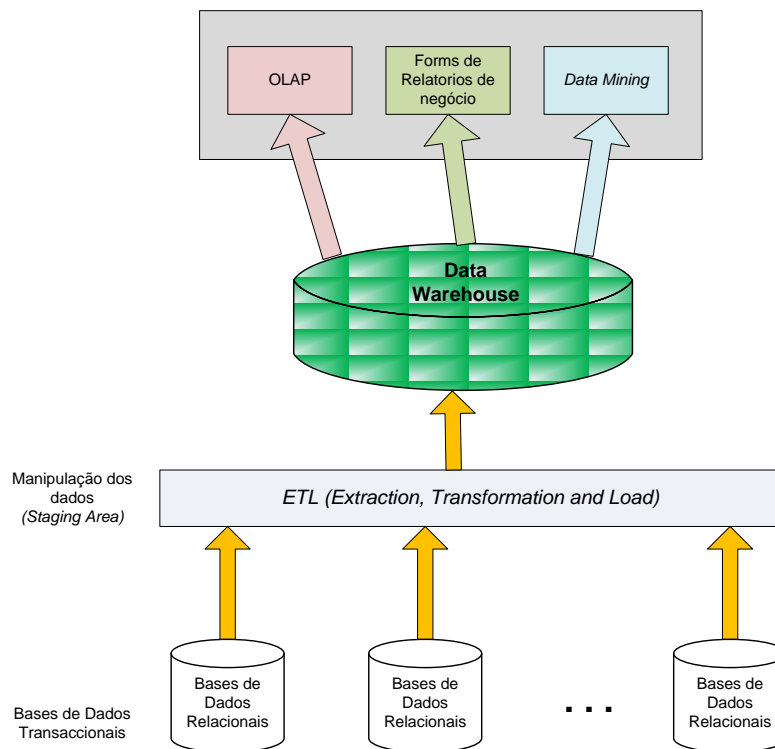 OLAP
Forms de
Relatorios de
negócio
Data Mining
Data
Warehouse
Manipulação dos
dados
(Staging Area)
ETL (Extraction, Transformation and Load)
Bases de Dados
Transaccionais
Bases de
Dados
Relacionais
Bases de
Dados
Relacionais
. . .
Bases de
Dados
Relacionais